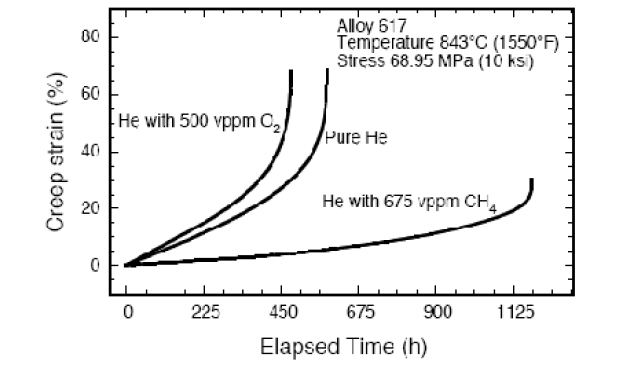 Alloy 617
Temperature 843°C (1550°F)
Stress 68.95 MPa (10 ksi)
80
60
40
20
0
Creep strain (%)
He with 500 vppm O2
Pure He
He with 675 vppm CH4
0 225 450 675 900 1125
Elapsed Time (h)